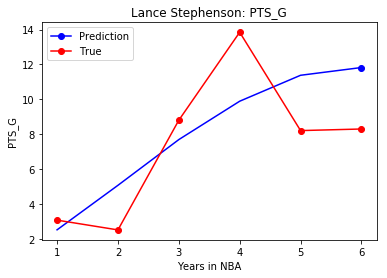 Lance Stephenson: PTS_G
Prediction
True
14
12
10
8
6
4
2
PTS_G
1 2 3 4 5 6
Years in NBA